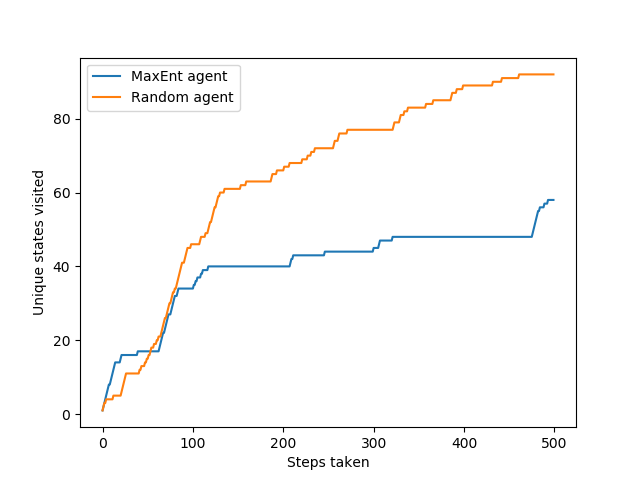 MaxEnt agent
Random agent
Unique states visited
80
60
40
20
0
0 100 200 300 400 500
Steps taken